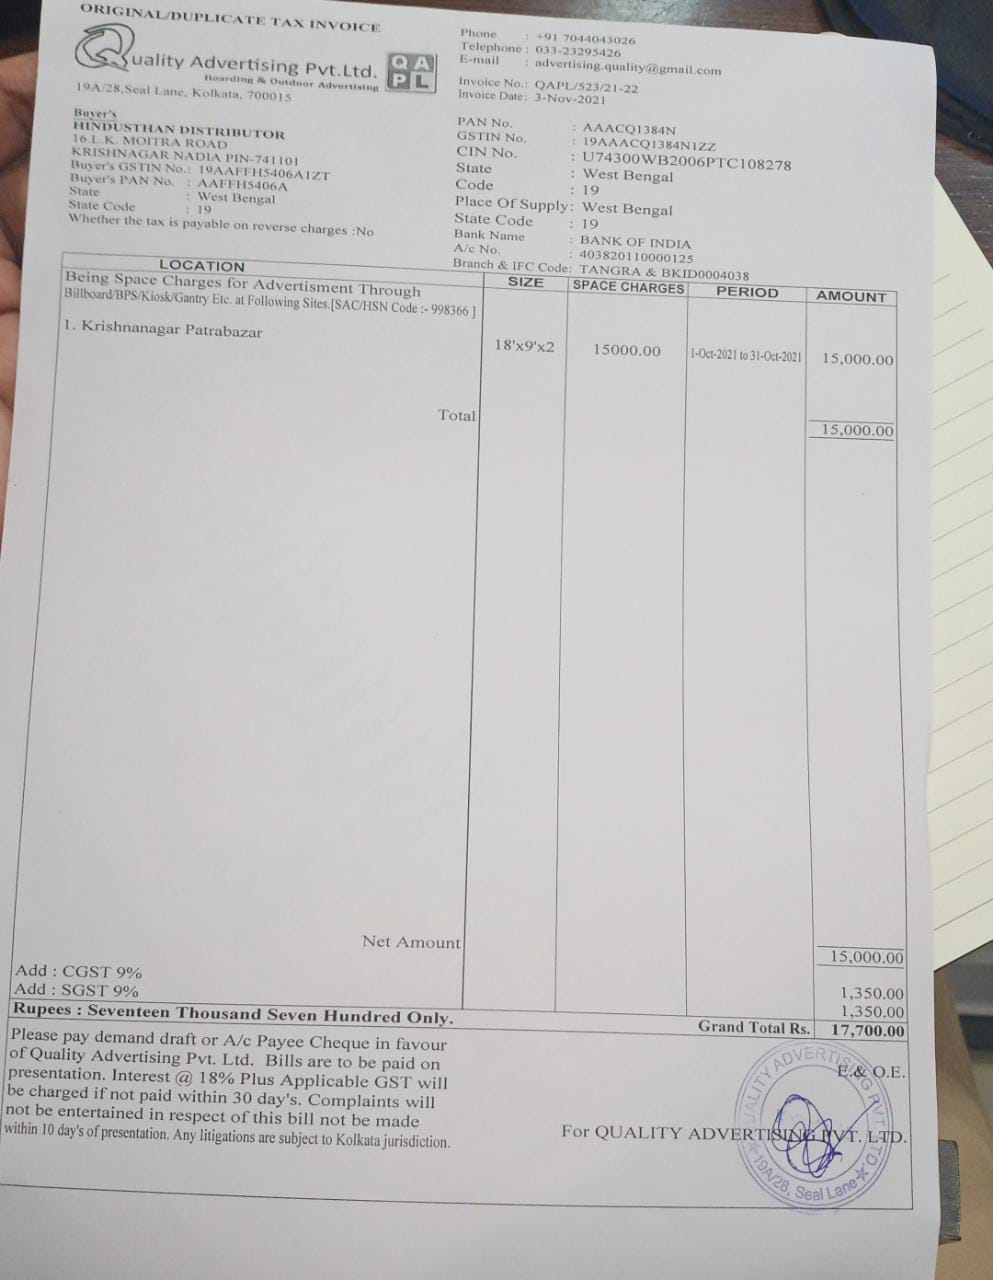 ORIGINAL/DUPLICATE TAX INVOICE
Quality Advertising Pvt.Ltd.
QA
PL
Hoarding & Outdoor Advertising
19A/28,Seal Lane, Kolkata, 700015
Phone : +91 7044043026
Telephone : 033-23295426
E-mail : advertising.quality@gmail.com
Invoice No.: QAPL/523/21-22
Invoice Date: 3-Nov-2021
Buyer's
HINDUSTHAN DISTRIBUTOR
16.L.K. MOITRA ROAD
KRISHNAGAR NADIA PIN-741101
Buyer's GSTIN No.: 19AAFFH5406A1ZT
Buyer's PAN No. : AAFFH5406A
State : West Bengal
State Code : 19
Whether the tax is payable on reverse charges :No
PAN No. : AAACQ1384N
GSTIN No. : 19AAACQ1384N1ZZ
CIN No. : U74300WB2006PTC108278
State : West Bengal
Code : 19
Place Of Supply: West Bengal
State Code : 19
Bank Name : BANK OF INDIA
A/c No. : 403820110000125
Branch & IFC Code: TANGRA & BKID0004038
LOCATION SIZE SPACE CHARGES PERIOD AMOUNT
Being Space Charges for Advertisment Through
Billboard/BPS/Kiosk/Gantry Etc. at Following Sites.[SAC/HSN Code :- 998366 ]
1. Krishnanagar Patrabazar 18'x9'x2 15000.00 1-Oct-2021 to 31-Oct-2021 15,000.00
Total 15,000.00
Net Amount 15,000.00
Add : CGST 9% 1,350.00
Add : SGST 9% 1,350.00
Rupees : Seventeen Thousand Seven Hundred Only. Grand Total Rs. 17,700.00
Please pay demand draft or A/c Payee Cheque in favour
of Quality Advertising Pvt. Ltd. Bills are to be paid on
presentation. Interest @ 18% Plus Applicable GST will
be charged if not paid within 30 day's. Complaints will
not be entertained in respect of this bill not be made
within 10 day's of presentation. Any litigations are subject to Kolkata jurisdiction.
E.& O.E.
For QUALITY ADVERTISING PVT. LTD.
QUALITY ADVERTISING PVT. LTD.
19A/28, Seal Lane